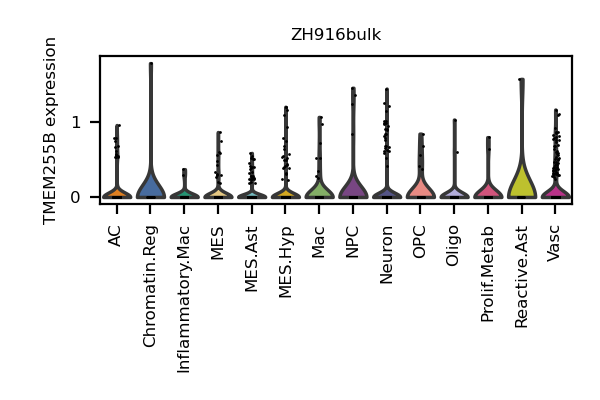 ZH916bulk
TMEM255B expression
1
0
AC
Chromatin.Reg
Inflammatory.Mac
MES
MES.Ast
MES.Hyp
Mac
NPC
Neuron
OPC
Oligo
Prolif.Metab
Reactive.Ast
Vasc